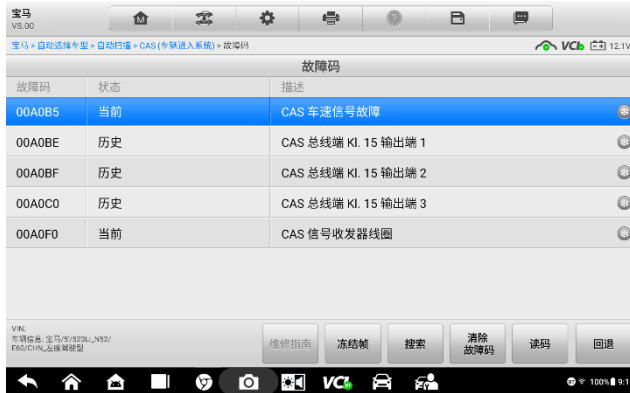 宝马
V8.00
宝马 » 自动选择车型 » 自动扫描 » CAS (车辆进入系统) » 故障码
VCI 12.1V
故障码
故障码 状态 描述
00A0B5 当前 CAS 车速信号故障
00A0BE 历史 CAS 总线端 Kl. 15 输出端 1
00A0BF 历史 CAS 总线端 Kl. 15 输出端 2
00A0C0 历史 CAS 总线端 Kl. 15 输出端 3
00A0F0 当前 CAS 信号收发器线圈
VIN:
车辆信息: 宝马/5'/523Li_N52/
E60/CHN_左座驾驶型
维修指南 冻结帧 搜索 清除
故障码 读码 回退
VCI 100% 9:1